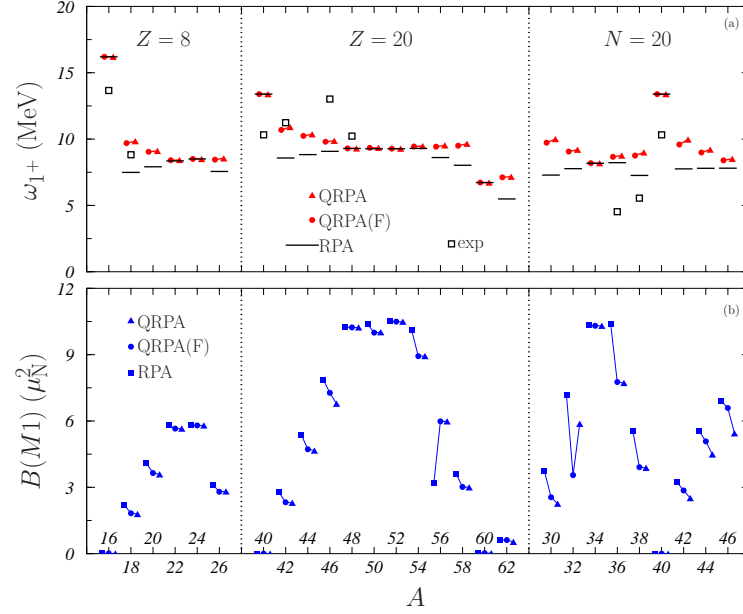 20
15
10
5
0
ω1+ (MeV)
Z = 8
Z = 20
N = 20
(a)
QRPA
QRPA(F)
RPA
exp
12
9
6
3
0
B(M1) (μ²N)
(b)
QRPA
QRPA(F)
RPA
16 20 24 40 44 48 52 56 60 30 34 38 42 46
18 22 26 42 46 50 54 58 62 32 36 40 44
A